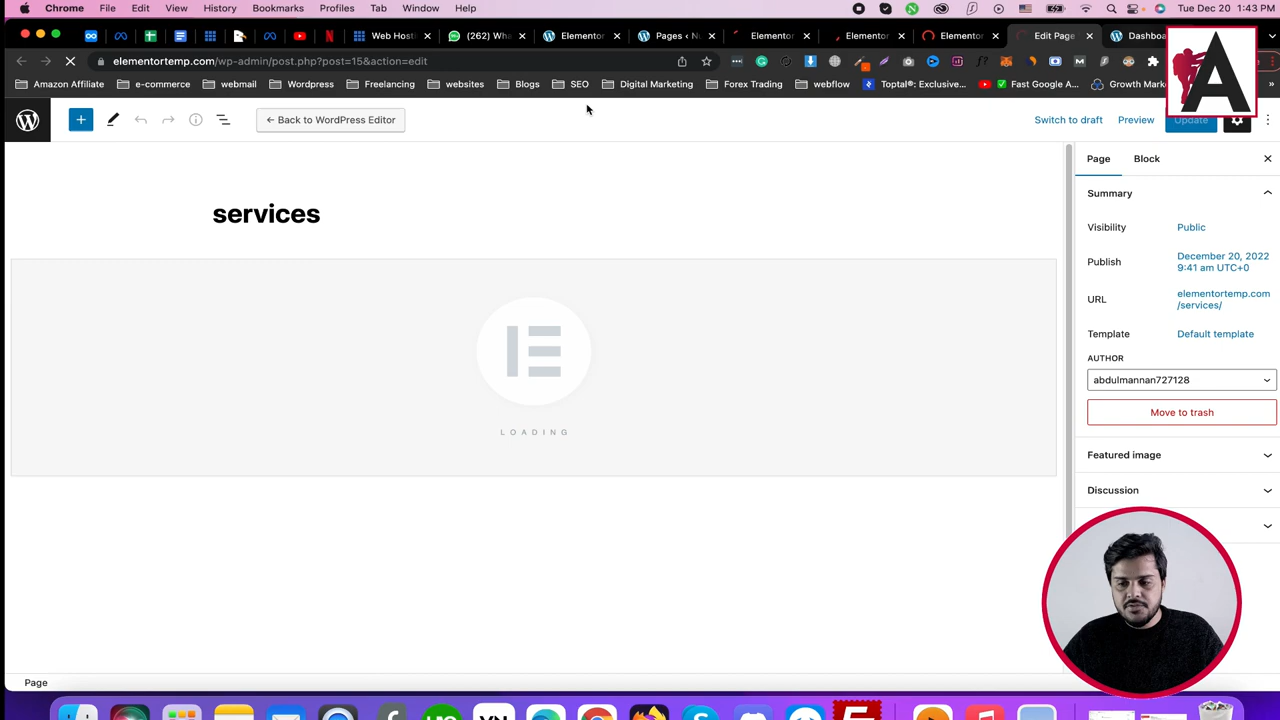 Chrome File Edit View History Bookmarks Profiles Tab Window Help Tue Dec 20 1:43 PM
Web Hosti (262) Wha Elementor Pages ‹ Nu Elementor Elementor Elementor Edit Page Dashbo
elementortemp.com/wp-admin/post.php?post=15&action=edit
Amazon Affiliate e-commerce webmail Wordpress Freelancing websites Blogs SEO Digital Marketing Forex Trading webflow Toptal: Exclusive... Fast Google A... Growth Mark
A
← Back to WordPress Editor Switch to draft Preview Update
Page Block
services
Summary
Visibility Public
Publish December 20, 2022
9:41 am UTC+0
URL elementortemp.com
/services/
Template Default template
AUTHOR
abdulmannan727128
Move to trash
LOADING
Featured image
Discussion
Page